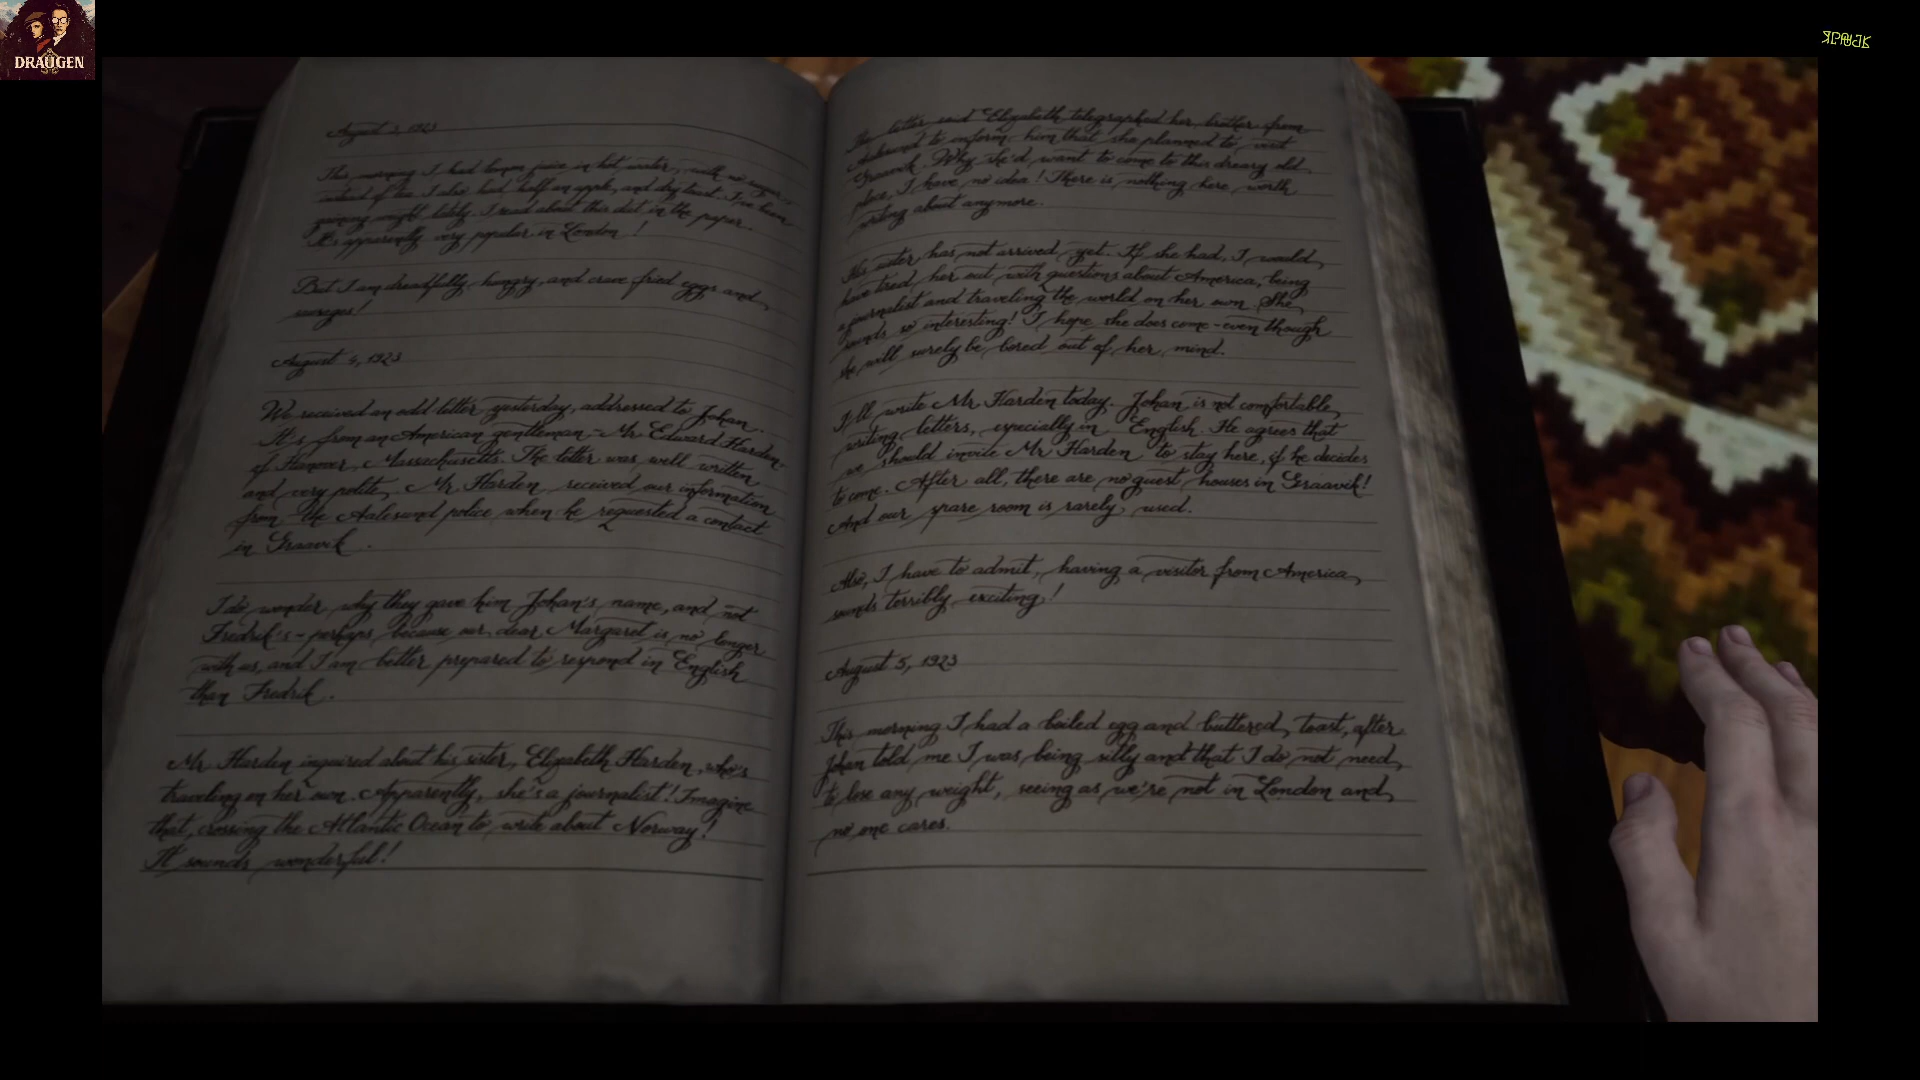 DRAUGEN
August 3, 1923
This morning I had lemon juice in hot water, with no sugar,
instead of tea. I also had half an apple, and dry toast. I've been
gaining weight lately. I read about this diet in the paper.
It's apparently very popular in London!
But I am dreadfully hungry, and crave fried eggs and
sausages!
August 4, 1923
We received an odd letter yesterday, addressed to Johan.
It's from an American gentleman - Mr Edward Harden
of Hanover, Massachusetts. The letter was well written
and very polite. Mr Harden received our information
from the Aalesund police when he requested a contact
in Graavik.
I do wonder why they gave him Johan's name, and not
Fredrik's - perhaps because our dear Margaret is no longer
with us, and I am better prepared to respond in English
than Fredrik.
Mr Harden inquired about his sister, Elizabeth Harden, who's
traveling on her own. Apparently, she's a journalist! Imagine
that, crossing the Atlantic Ocean to write about Norway!
It sounds wonderful!
The letter said Elizabeth telegraphed her brother from
Aalesund to inform him that she planned to visit
Graavik. Why she'd want to come to this dreary old
place, I have no idea! There is nothing here worth
writing about anymore.
His sister has not arrived yet. If she had, I would
have tired her out with questions about America, being
a journalist and traveling the world on her own. She
sounds so interesting! I hope she does come - even though
she will surely be bored out of her mind.
I'll write Mr Harden today. Johan is not comfortable
writing letters, especially in English. He agrees that
we should invite Mr Harden to stay here, if he decides
to come. After all, there are no guest houses in Graavik!
And our spare room is rarely used.
Also, I have to admit, having a visitor from America
sounds terribly exciting!
August 5, 1923
This morning I had a boiled egg and buttered toast, after
Johan told me I was being silly and that I do not need
to lose any weight, seeing as we're not in London and
no one cares.